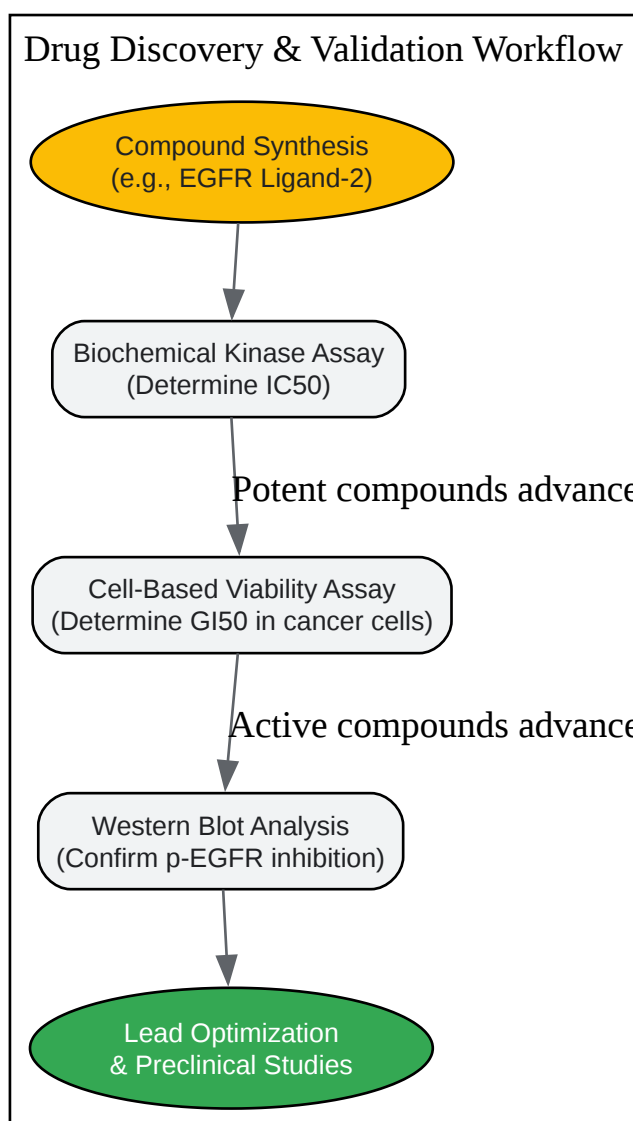 Drug Discovery & Validation Workflow
Compound Synthesis
(e.g., EGFR Ligand-2)
Biochemical Kinase Assay
(Determine IC50)
Potent compounds advance
Cell-Based Viability Assay
(Determine GI50 in cancer cells)
Active compounds advance
Western Blot Analysis
(Confirm p-EGFR inhibition)
Lead Optimization
& Preclinical Studies